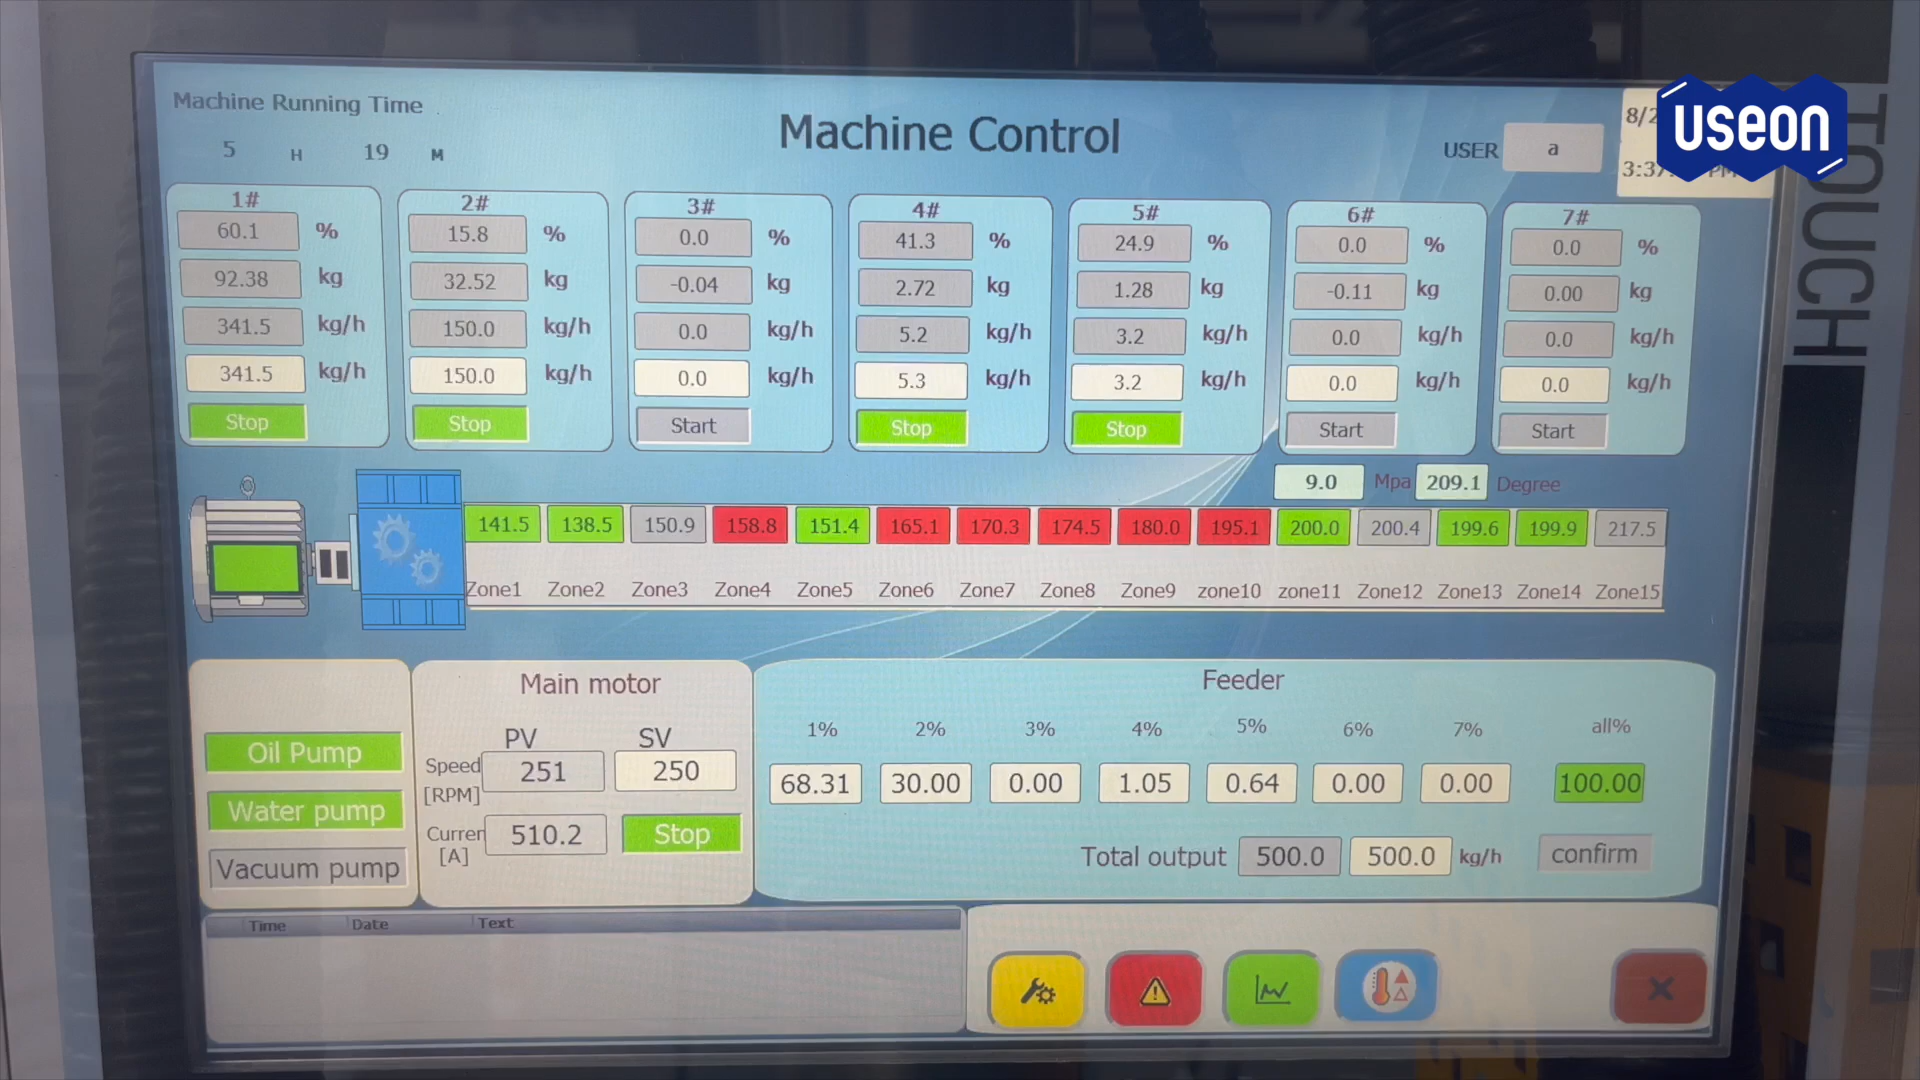 Machine Running Time
5 H 19 M
Machine Control
USER a
8/2
3:37
PM
useon
TOUCH
1# 2# 3# 4# 5# 6# 7#
60.1 % 15.8 % 0.0 % 41.3 % 24.9 % 0.0 % 0.0 %
92.38 kg 32.52 kg -0.04 kg 2.72 kg 1.28 kg -0.11 kg 0.00 kg
341.5 kg/h 150.0 kg/h 0.0 kg/h 5.2 kg/h 3.2 kg/h 0.0 kg/h 0.0 kg/h
341.5 kg/h 150.0 kg/h 0.0 kg/h 5.3 kg/h 3.2 kg/h 0.0 kg/h 0.0 kg/h
Stop Stop Start Stop Stop Start Start
9.0 Mpa 209.1 Degree
141.5 138.5 150.9 158.8 151.4 165.1 170.3 174.5 180.0 195.1 200.0 200.4 199.6 199.9 217.5
Zone1 Zone2 Zone3 Zone4 Zone5 Zone6 Zone7 Zone8 Zone9 zone10 zone11 Zone12 Zone13 Zone14 Zone15
Oil Pump
Water pump
Vacuum pump
Main motor
PV SV
Speed 251 250
[RPM]
Curren 510.2 Stop
[A]
Feeder
1% 2% 3% 4% 5% 6% 7% all%
68.31 30.00 0.00 1.05 0.64 0.00 0.00 100.00
Total output 500.0 500.0 kg/h confirm
Time Date Text